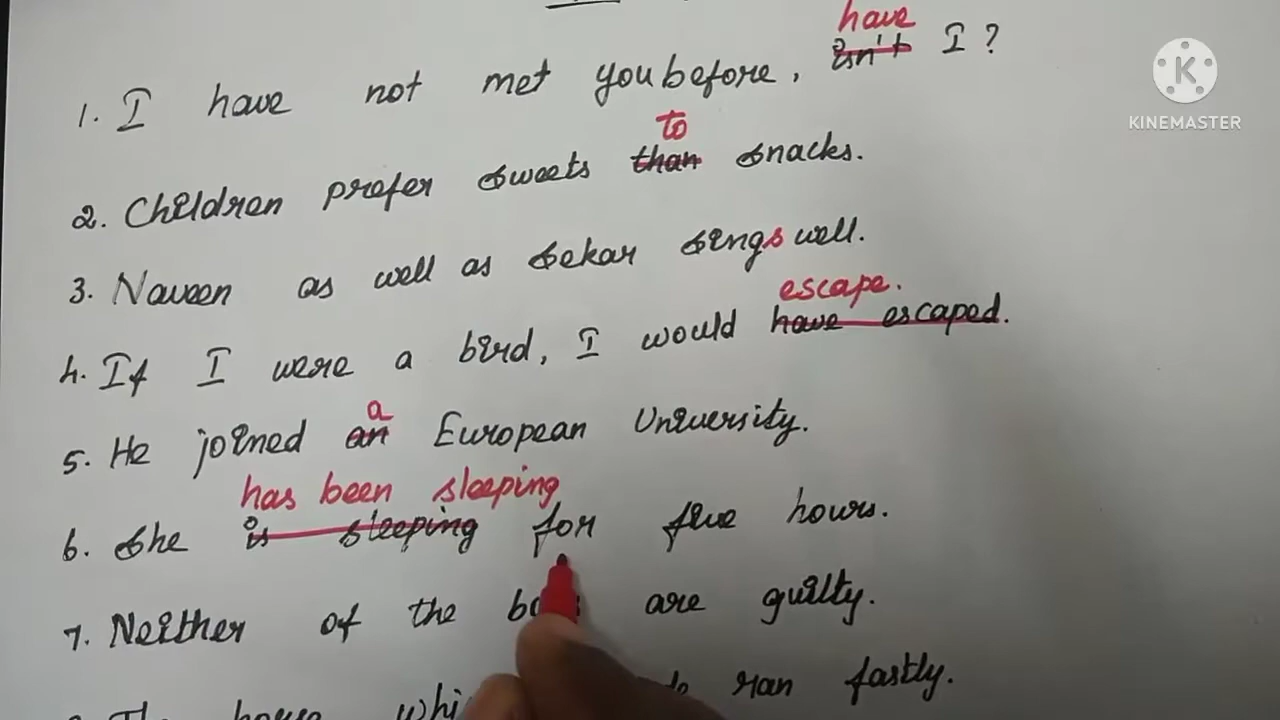 have
1. I have not met you before, isn't I?
KINEMASTER
to
2. Children prefer sweets than snacks.
3. Naveen as well as Sekar sings well.
escape.
4. If I were a bird, I would have escaped.
a
5. He joined an European University.
has been sleeping
6. She is sleeping for five hours.
7. Neither of the are guilty.
ran fastly.